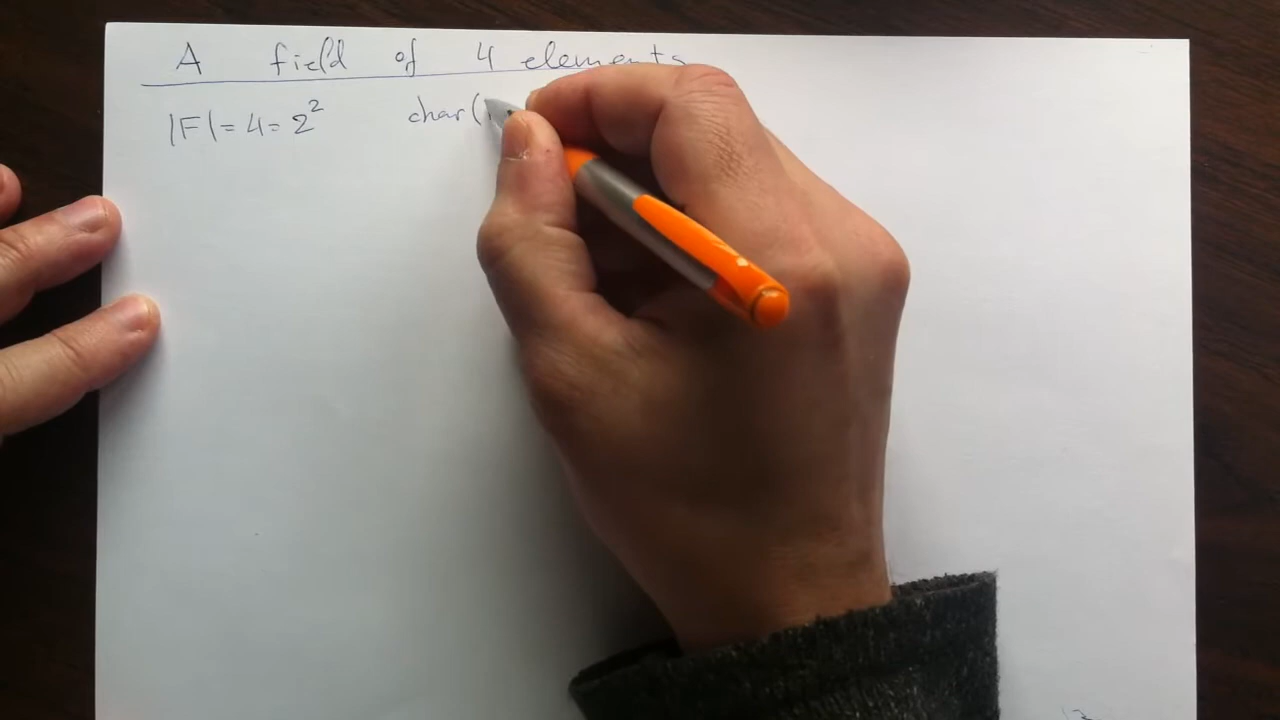 A field of 4 elements
|F| = 4 = 2² char(